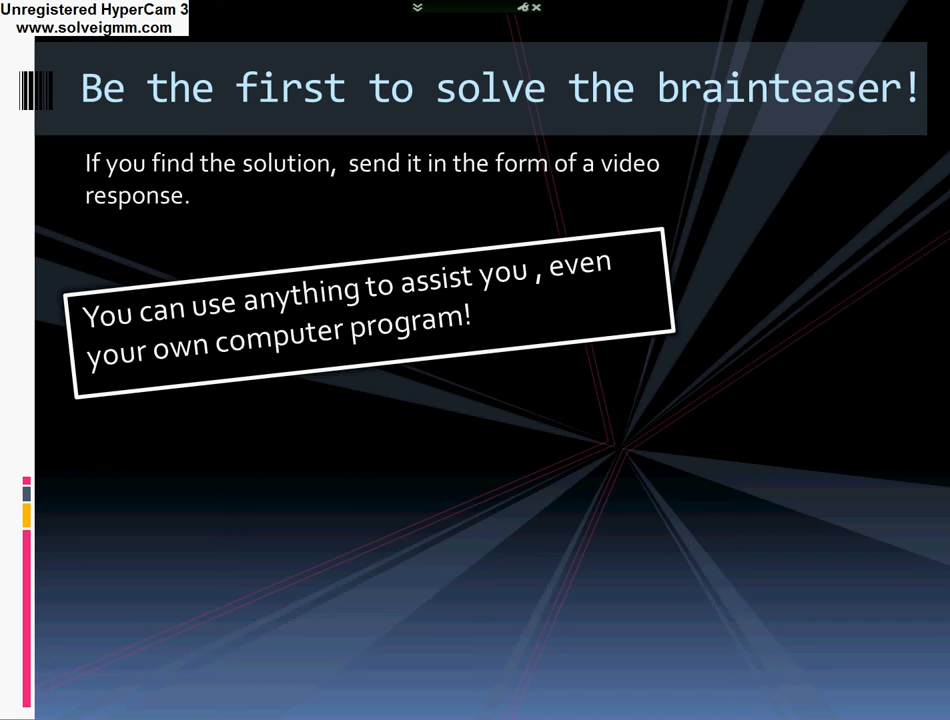 Unregistered HyperCam 3
www.solveigmm.com
Be the first to solve the brainteaser!
If you find the solution, send it in the form of a video
response.
You can use anything to assist you , even
your own computer program!